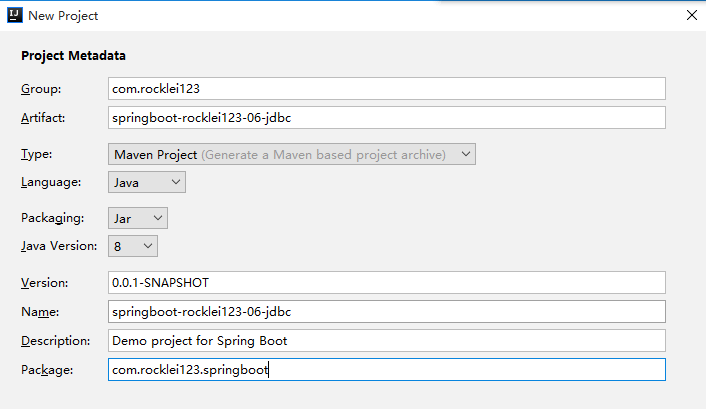 IJ New Project
Project Metadata
Group: com.rocklei123
Artifact: springboot-rocklei123-06-jdbc
Type: Maven Project (Generate a Maven based project archive)
Language: Java
Packaging: Jar
Java Version: 8
Version: 0.0.1-SNAPSHOT
Name: springboot-rocklei123-06-jdbc
Description: Demo project for Spring Boot
Package: com.rocklei123.springboot